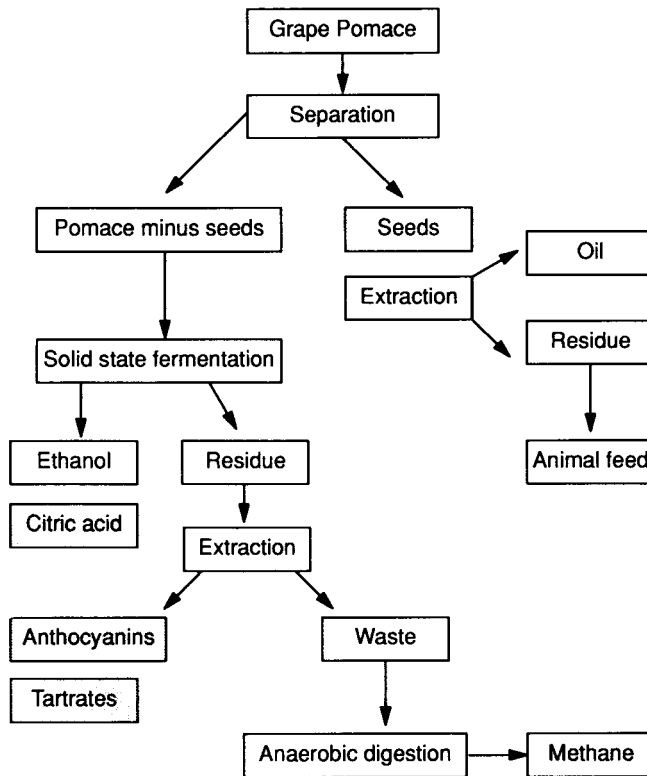 Grape Pomace
Separation
Pomace minus seeds
Seeds
Oil
Extraction
Residue
Solid state fermentation
Ethanol
Residue
Animal feed
Citric acid
Extraction
Anthocyanins
Waste
Tartrates
Anaerobic digestion
Methane